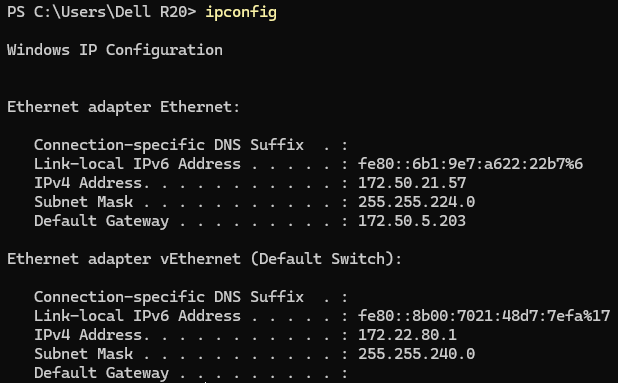 PS C:\Users\Dell R20> ipconfig
Windows IP Configuration
Ethernet adapter Ethernet:
Connection-specific DNS Suffix  . :
Link-local IPv6 Address . . . . . : fe80::6b1:9e7:a622:22b7%6
IPv4 Address. . . . . . . . . . . : 172.50.21.57
Subnet Mask . . . . . . . . . . . : 255.255.224.0
Default Gateway . . . . . . . . . : 172.50.5.203
Ethernet adapter vEthernet (Default Switch):
Connection-specific DNS Suffix  . :
Link-local IPv6 Address . . . . . : fe80::8b00:7021:48d7:7efa%17
IPv4 Address. . . . . . . . . . . : 172.22.80.1
Subnet Mask . . . . . . . . . . . : 255.255.240.0
Default Gateway . . . . . . . . . :